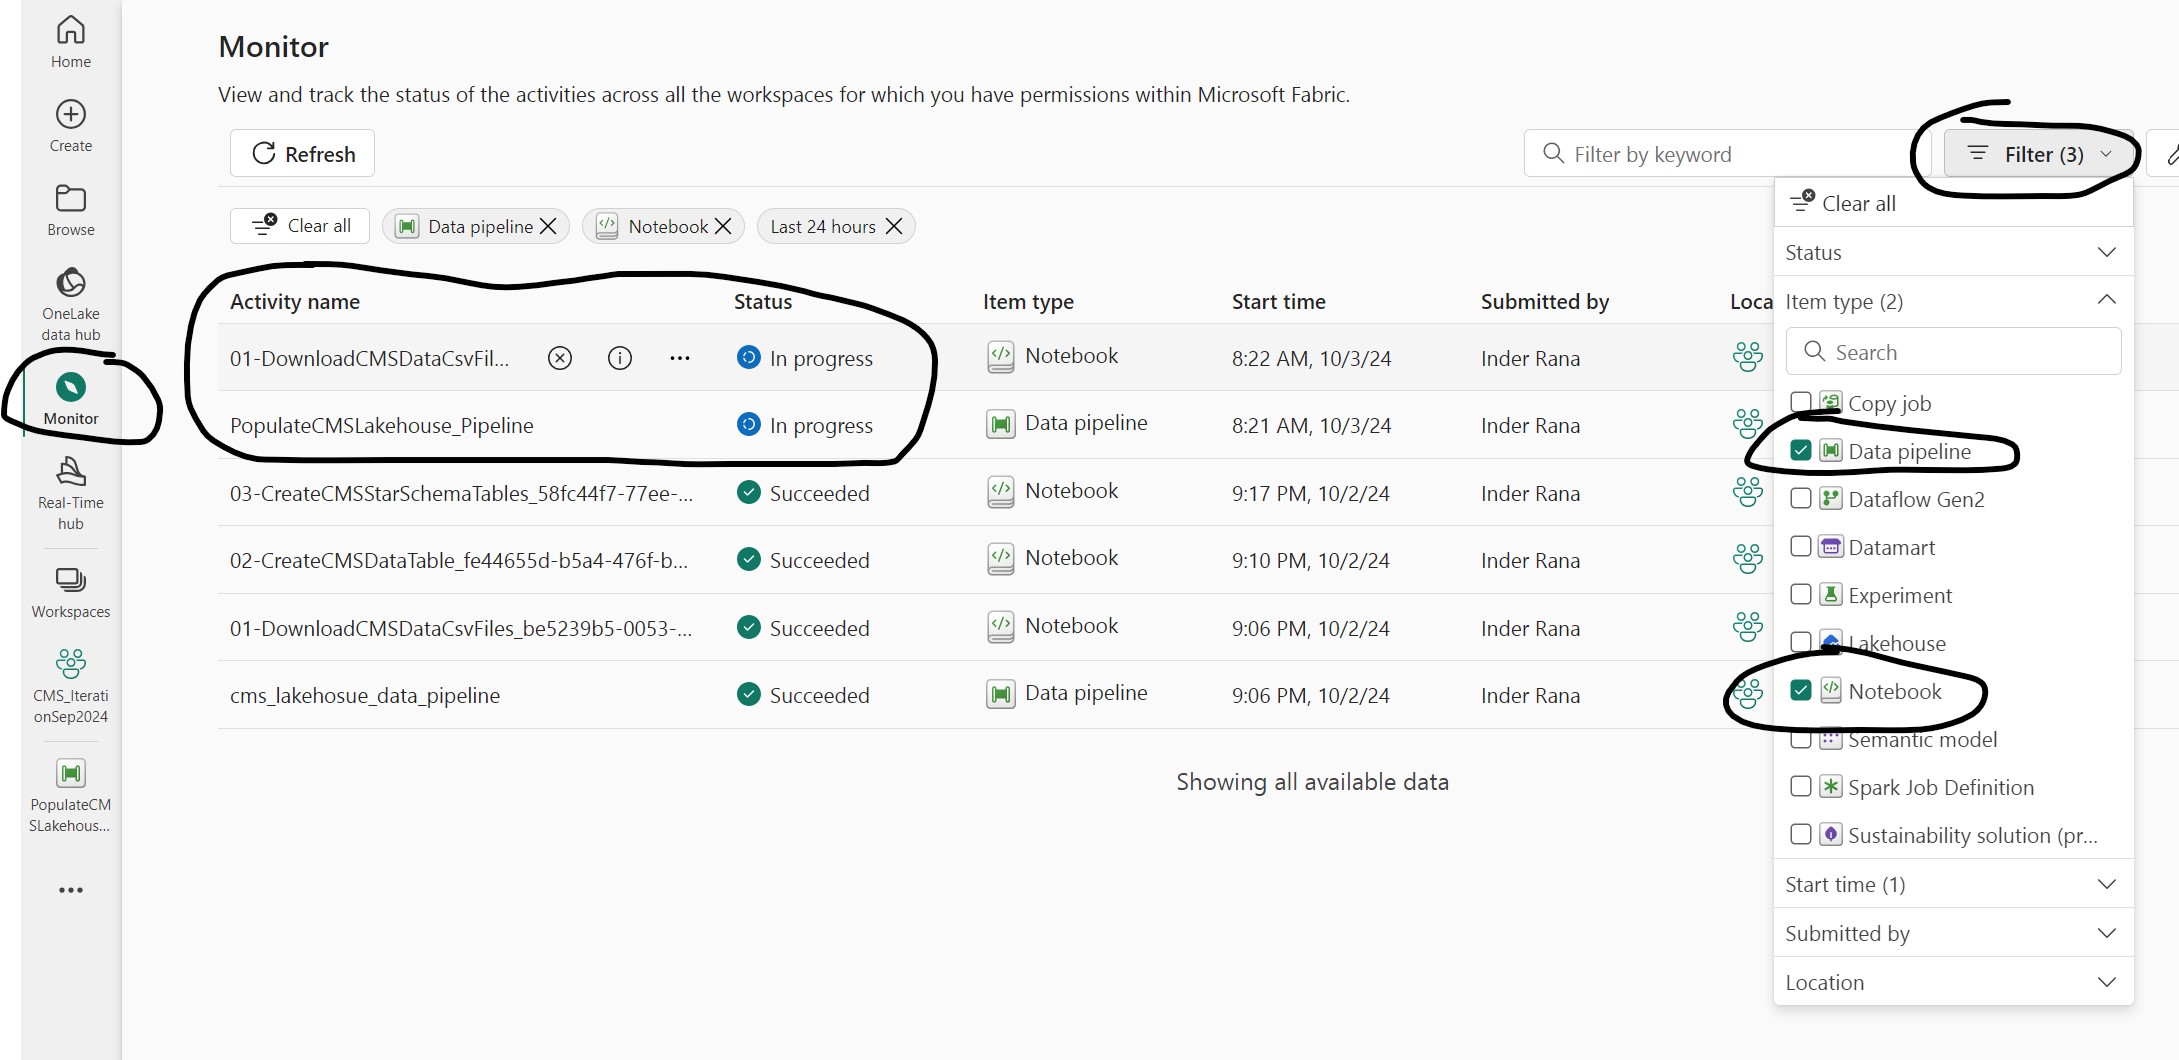 Home
Create
Browse
OneLake
data hub
Monitor
Real-Time
hub
Workspaces
CMS_Iterati
onSep2024
PopulateCM
SLakehous...
Monitor
View and track the status of the activities across all the workspaces for which you have permissions within Microsoft Fabric.
Refresh
Filter by keyword
Filter (3)
Clear all
Data pipeline
Notebook
Last 24 hours
Activity name Status Item type Start time Submitted by Loca
01-DownloadCMSDataCsvFil... In progress Notebook 8:22 AM, 10/3/24 Inder Rana
PopulateCMSLakehouse_Pipeline In progress Data pipeline 8:21 AM, 10/3/24 Inder Rana
03-CreateCMSStarSchemaTables_58fc44f7-77ee-... Succeeded Notebook 9:17 PM, 10/2/24 Inder Rana
02-CreateCMSDataTable_fe44655d-b5a4-476f-b... Succeeded Notebook 9:10 PM, 10/2/24 Inder Rana
01-DownloadCMSDataCsvFiles_be5239b5-0053-... Succeeded Notebook 9:06 PM, 10/2/24 Inder Rana
cms_lakehosue_data_pipeline Succeeded Data pipeline 9:06 PM, 10/2/24 Inder Rana
Showing all available data
Clear all
Status
Item type (2)
Search
Copy job
Data pipeline
Dataflow Gen2
Datamart
Experiment
Lakehouse
Notebook
Semantic model
Spark Job Definition
Sustainability solution (pr...
Start time (1)
Submitted by
Location